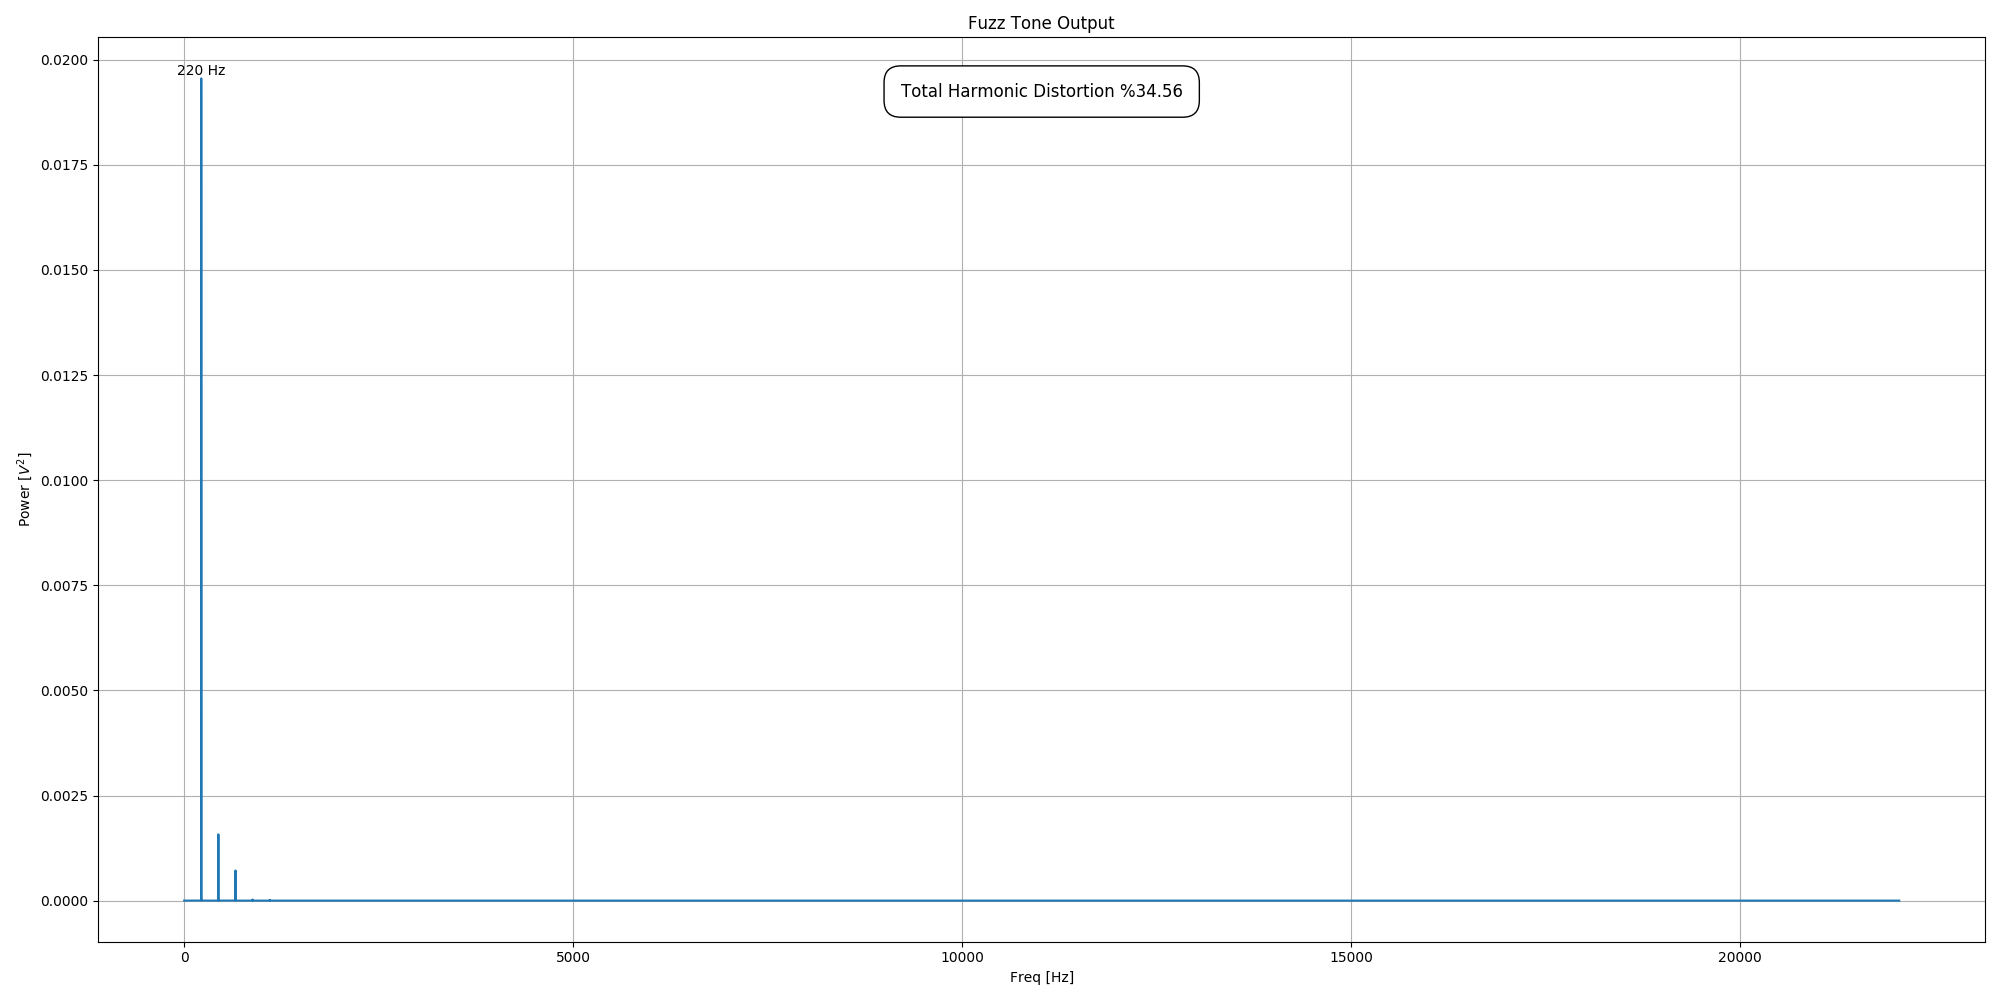 Fuzz Tone Output
220 Hz
Total Harmonic Distortion %34.56
0.0200
0.0175
0.0150
0.0125
0.0100
0.0075
0.0050
0.0025
0.0000
Power [V²]
0 5000 10000 15000 20000
Freq [Hz]